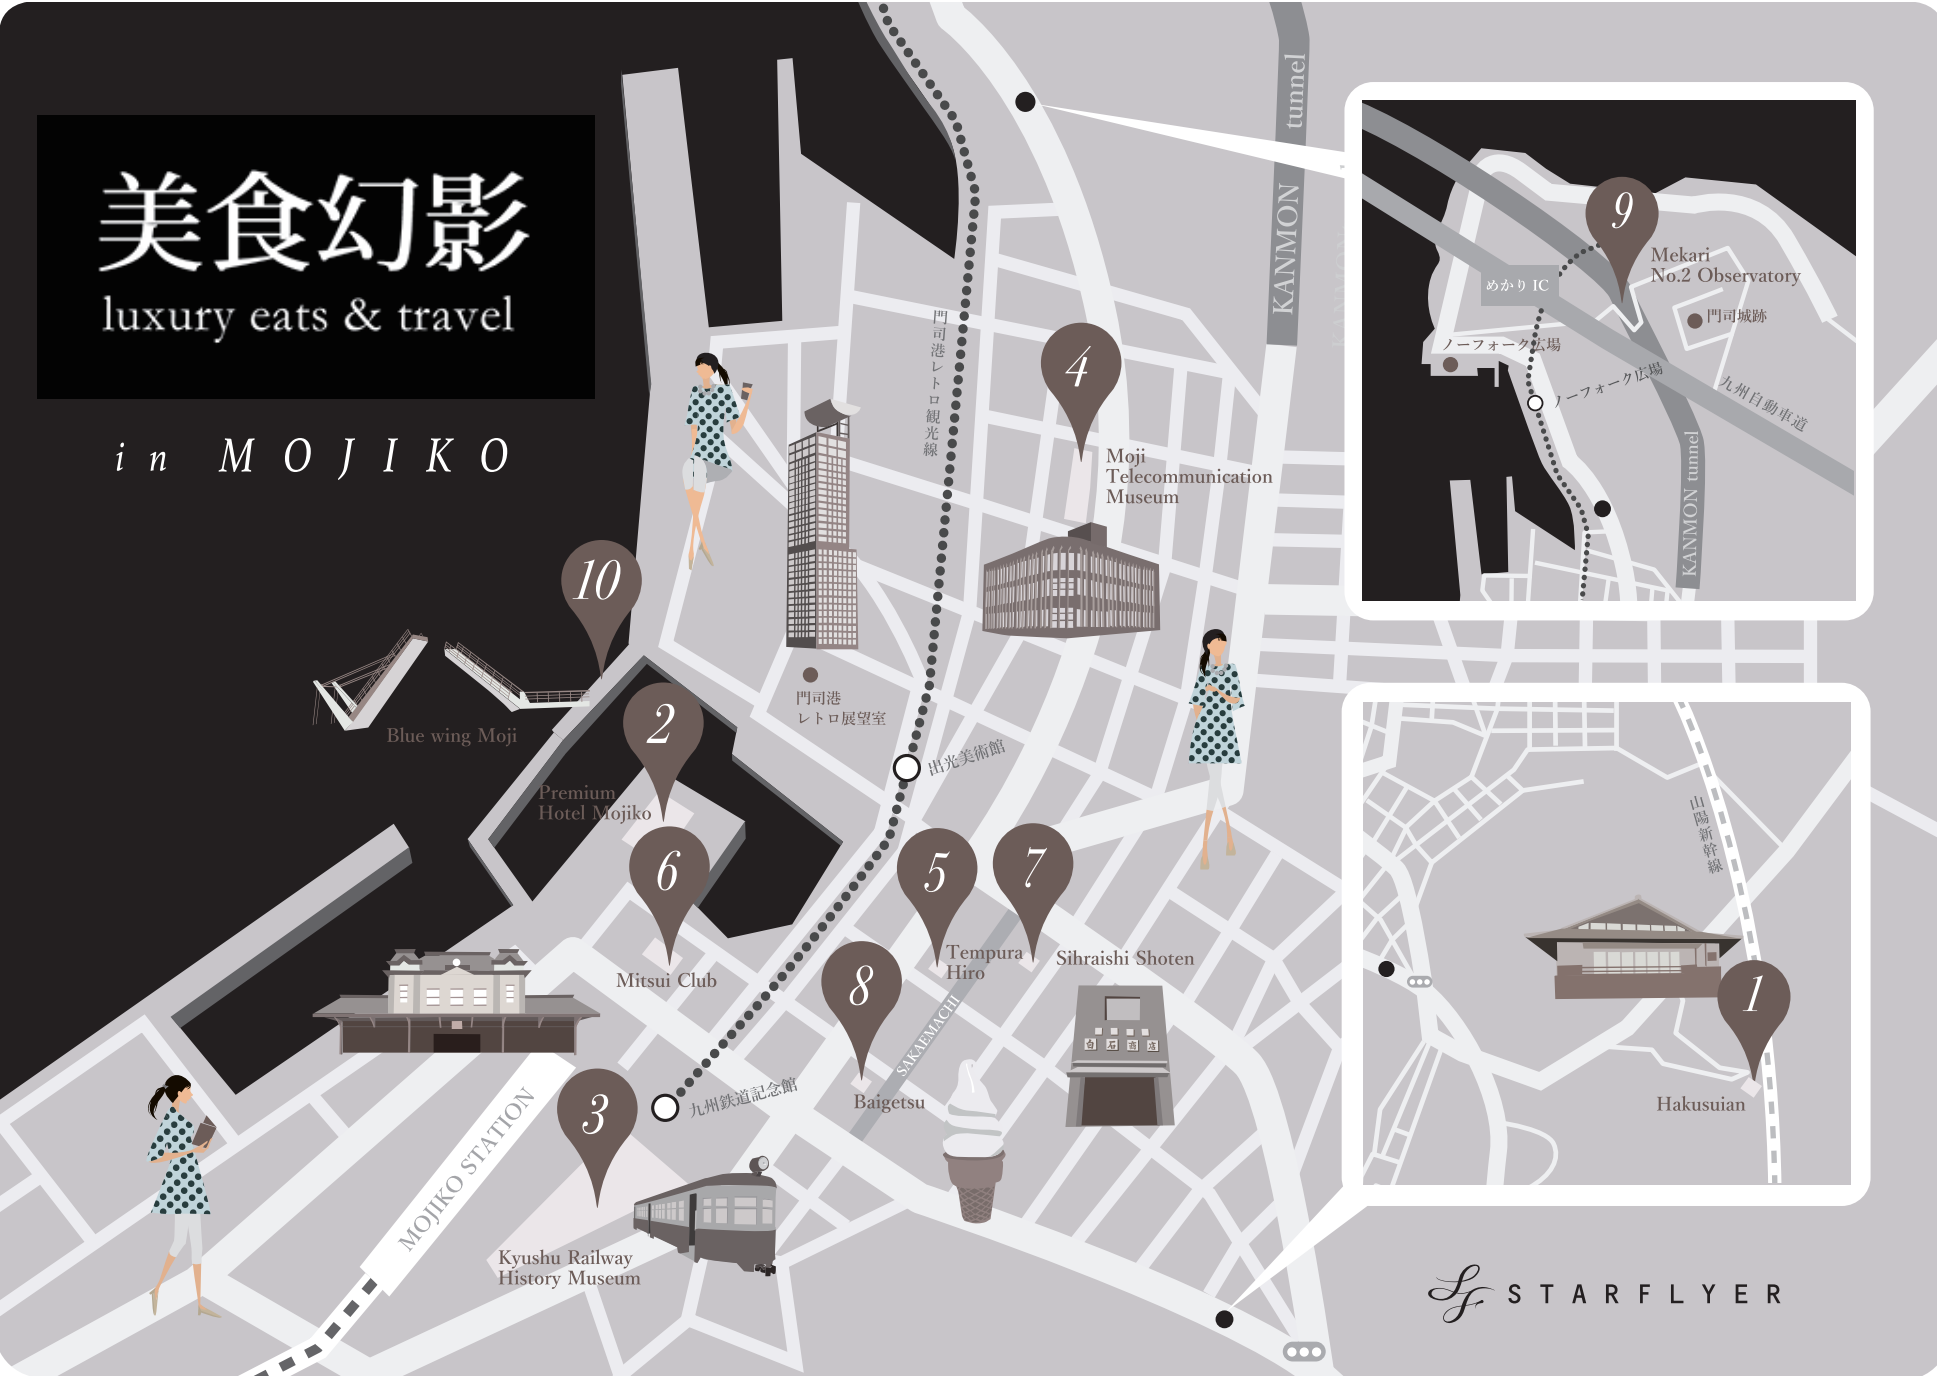 美食幻影
luxury eats & travel
in MOJIKO
KANMON tunnel
門司港レトロ観光線
4
Moji
Telecommunication
Museum
10
Blue wing Moji
2
Premium
Hotel Mojiko
門司港
レトロ展望室
出光美術館
6
Mitsui Club
5
Tempura
Hiro
7
Sihraishi Shoten
白石商店
8
Baigetsu
SAKAEMACHI
九州鉄道記念館
MOJIKO STATION
3
Kyushu Railway
History Museum
9
Mekari
No.2 Observatory
めかり IC
門司城跡
ノーフォーク広場
ノーフォーク広場
九州自動車道
KANMON tunnel
山陽新幹線
1
Hakusuian
STARFLYER